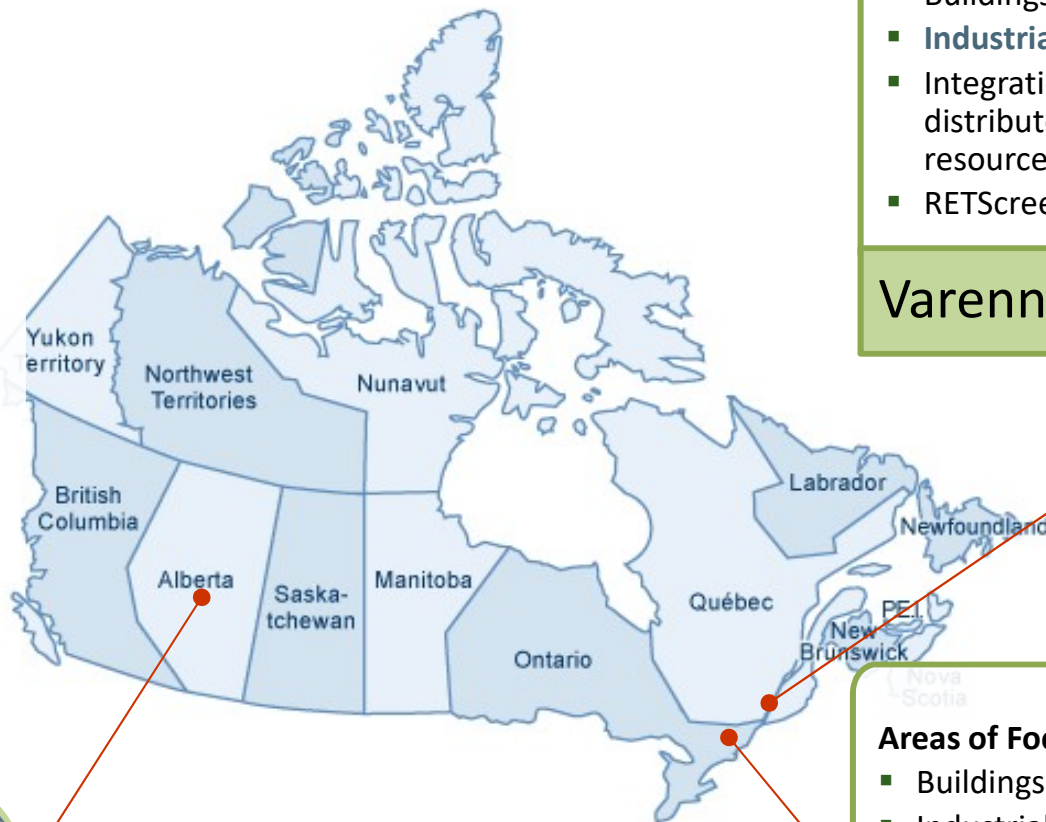 Industria
Integrati
distribut
resource
RETScree
Varenn
Yukon
Territory
Northwest
Territories
Nunavut
British
Columbia
Alberta
Saska-
tchewan
Manitoba
Ontario
Québec
Labrador
Newfoundland
P.E.I.
New
Brunswick
Nova
Scotia
Areas of Foc
Buildings